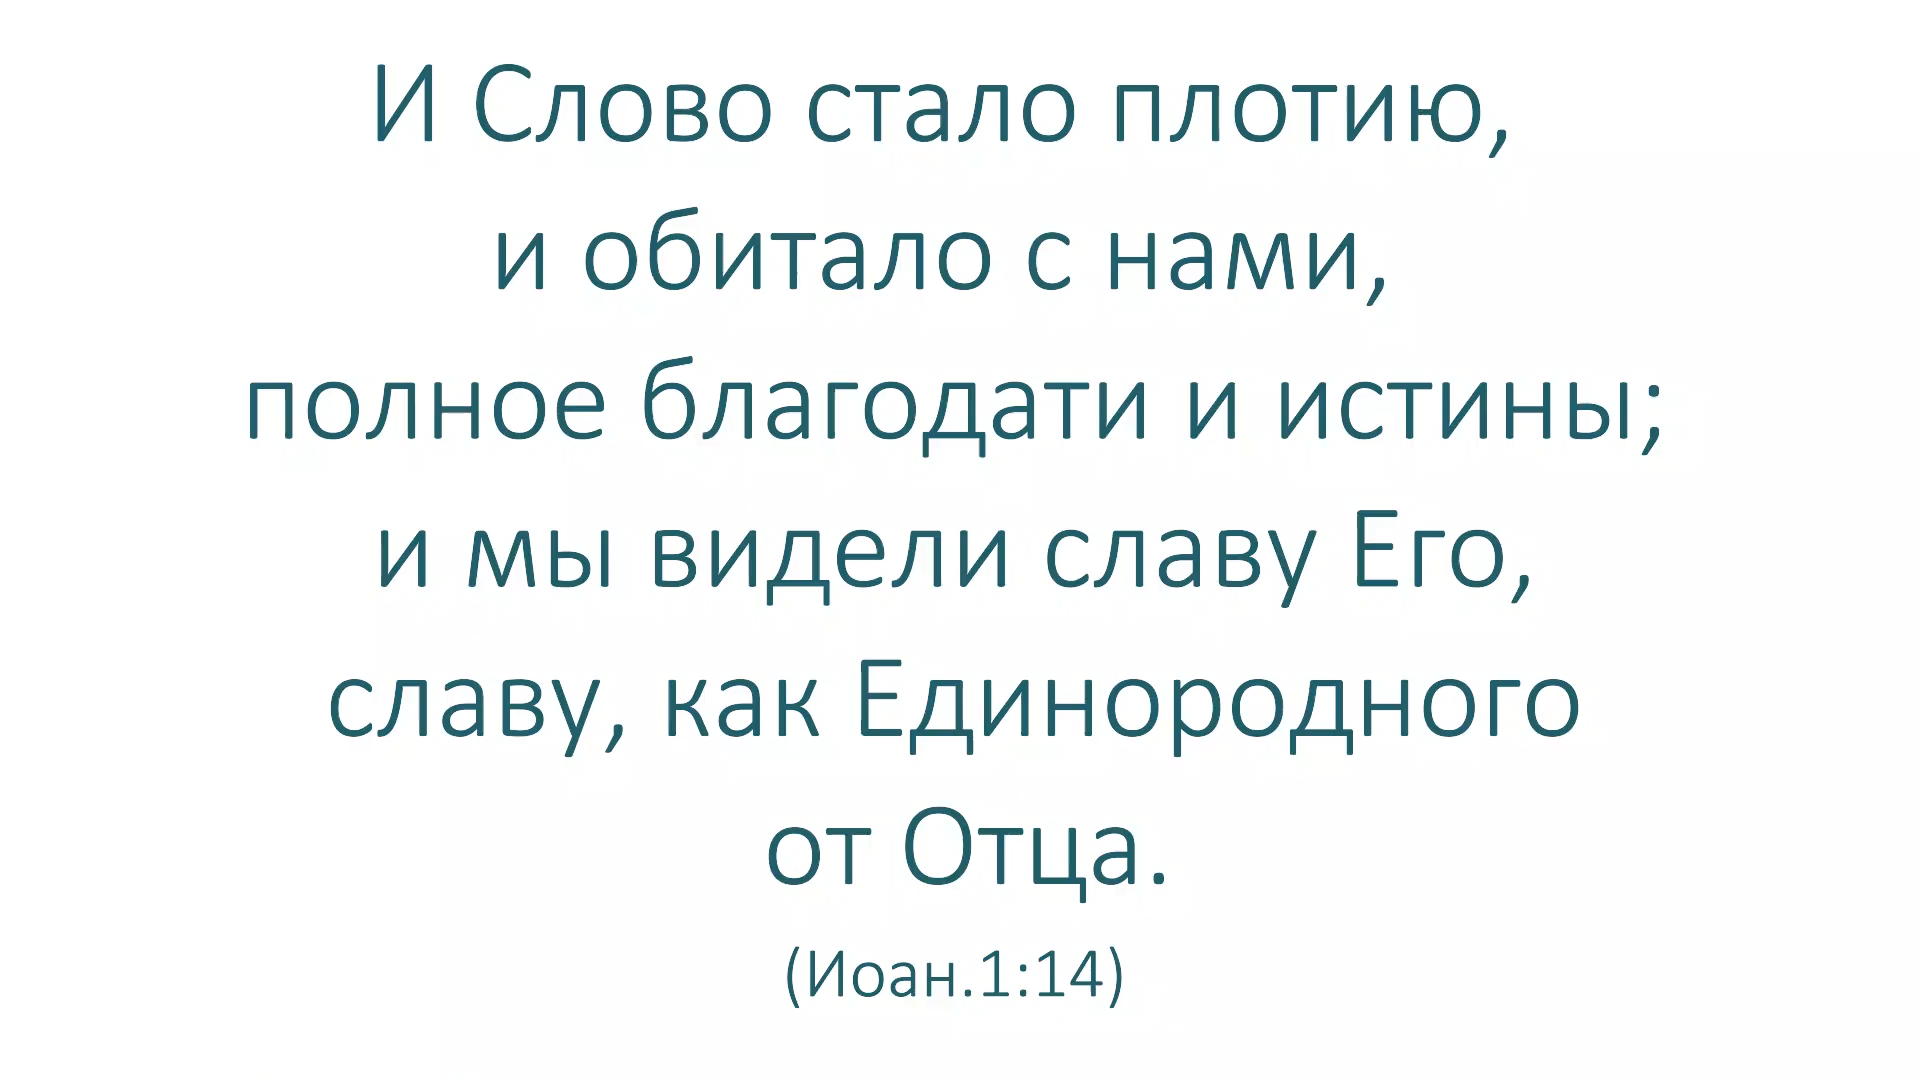 И Слово стало плотию,
и обитало с нами,
полное благодати и истины;
и мы видели славу Его,
славу, как Единородного
от Отца.
(Иоан.1:14)